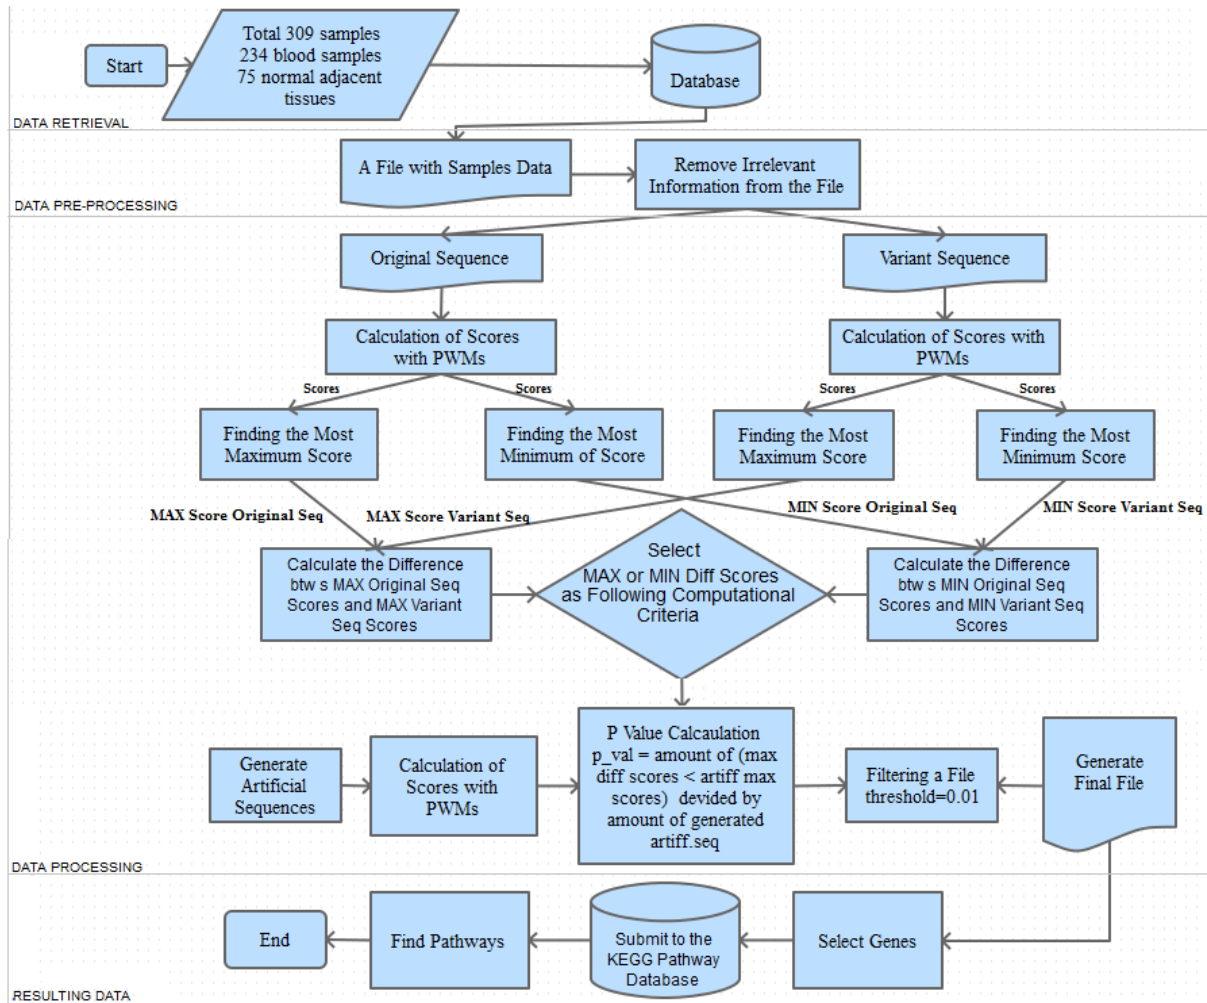 Start
Total 309 samples
234 blood samples
75 normal adjacent
tissues
Database
DATA RETRIEVAL
A File with Samples Data
Remove Irrelevant
Information from the File
DATA PRE-PROCESSING
Original Sequence
Variant Sequence
Calculation of Scores
with PWMs
Calculation of Scores with
PWMs
Scores
Scores
Scores
Scores
Finding the Most
Maximum Score
Finding the Most
Minimum of Score
Finding the Most
Maximum Score
Finding the Most
Minimum Score
MAX Score Original Seq
MAX Score Variant Seq
MIN Score Original Seq
MIN Score Variant Seq
Calculate the Difference
btw s MAX Original Seq
Scores and MAX Variant
Seq Scores
Select
MAX or MIN Diff Scores
as Following Computational
Criteria
Calculate the Difference
btw s MIN Original Seq
Scores and MIN Variant Seq
Scores
Generate
Artificial
Sequences
Calculation of
Scores with
PWMs
P Value Calcaulation
p_val = amount of (max
diff scores < artiff max
scores) devided by
amount of generated
artiff.seq
Filtering a File
threshold=0.01
Generate
Final File
DATA PROCESSING
End
Find Pathways
Submit to the
KEGG Pathway
Database
Select Genes
RESULTING DATA